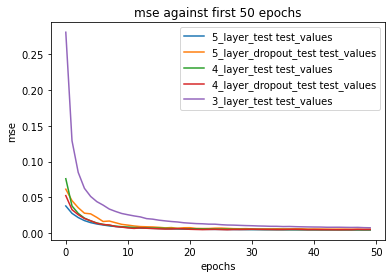 mse against first 50 epochs
5_layer_test test_values
5_layer_dropout_test test_values
4_layer_test test_values
4_layer_dropout_test test_values
3_layer_test test_values
mse
0.25
0.20
0.15
0.10
0.05
0.00
0 10 20 30 40 50
epochs